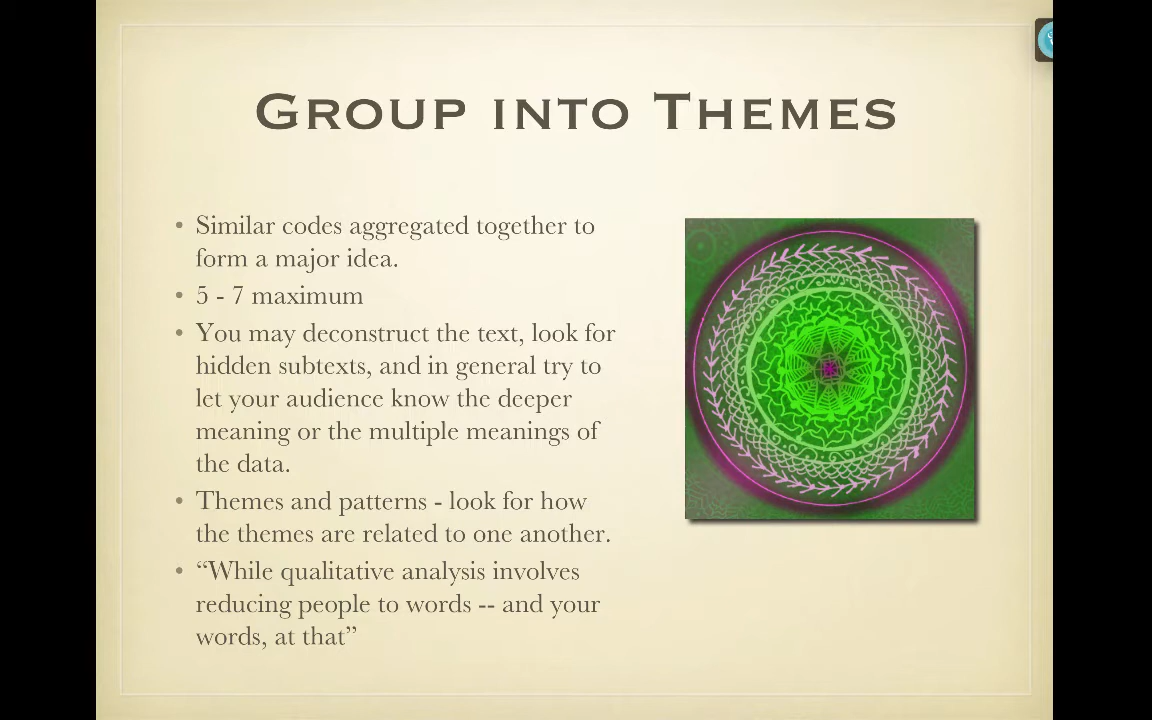 Group into Themes
• Similar codes aggregated together to
form a major idea.
• 5 - 7 maximum
• You may deconstruct the text, look for
hidden subtexts, and in general try to
let your audience know the deeper
meaning or the multiple meanings of
the data.
• Themes and patterns - look for how
the themes are related to one another.
• “While qualitative analysis involves
reducing people to words -- and your
words, at that”